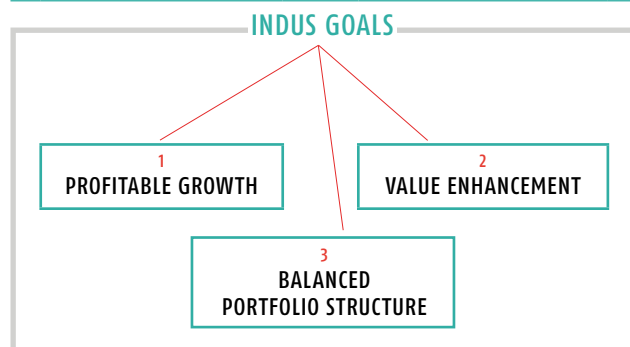 INDUS GOALS
1
PROFITABLE GROWTH
2
VALUE ENHANCEMENT
3
BALANCED
PORTFOLIO STRUCTURE